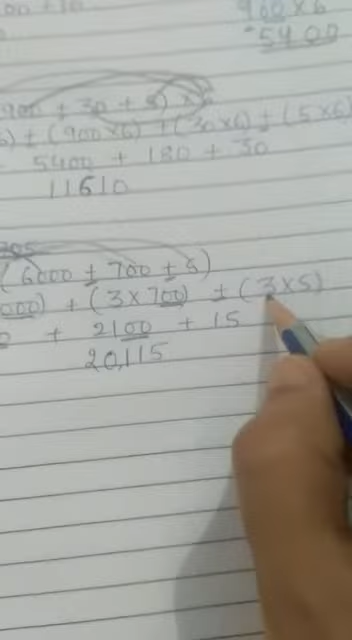 900 × 6
5400
900 + 30 + 5) ×
6) + (900×6) + (30×6) + (5×6)
5400 + 180 + 30
11610
305
(6000 + 700 + 5)
000) + (3×700) + (3×5)
0 + 2100 + 15
20,115